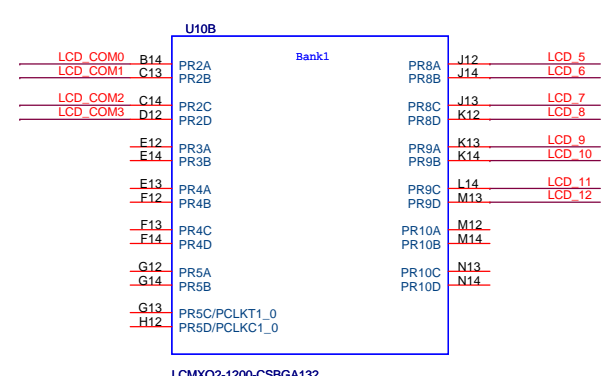 U10B
Bank1
LCD_COM0 B14 PR2A PR8A J12 LCD_5
LCD_COM1 C13 PR2B PR8B J14 LCD_6
LCD_COM2 C14 PR2C PR8C J13 LCD_7
LCD_COM3 D12 PR2D PR8D K12 LCD_8
E12 PR3A PR9A K13 LCD_9
E14 PR3B PR9B K14 LCD_10
E13 PR4A PR9C L14 LCD_11
F12 PR4B PR9D M13 LCD_12
F13 PR4C PR10A M12
F14 PR4D PR10B M14
G12 PR5A PR10C N13
G14 PR5B PR10D N14
G13 PR5C/PCLKT1_0
H12 PR5D/PCLKC1_0
LCMXO2-1200-CSBGA132